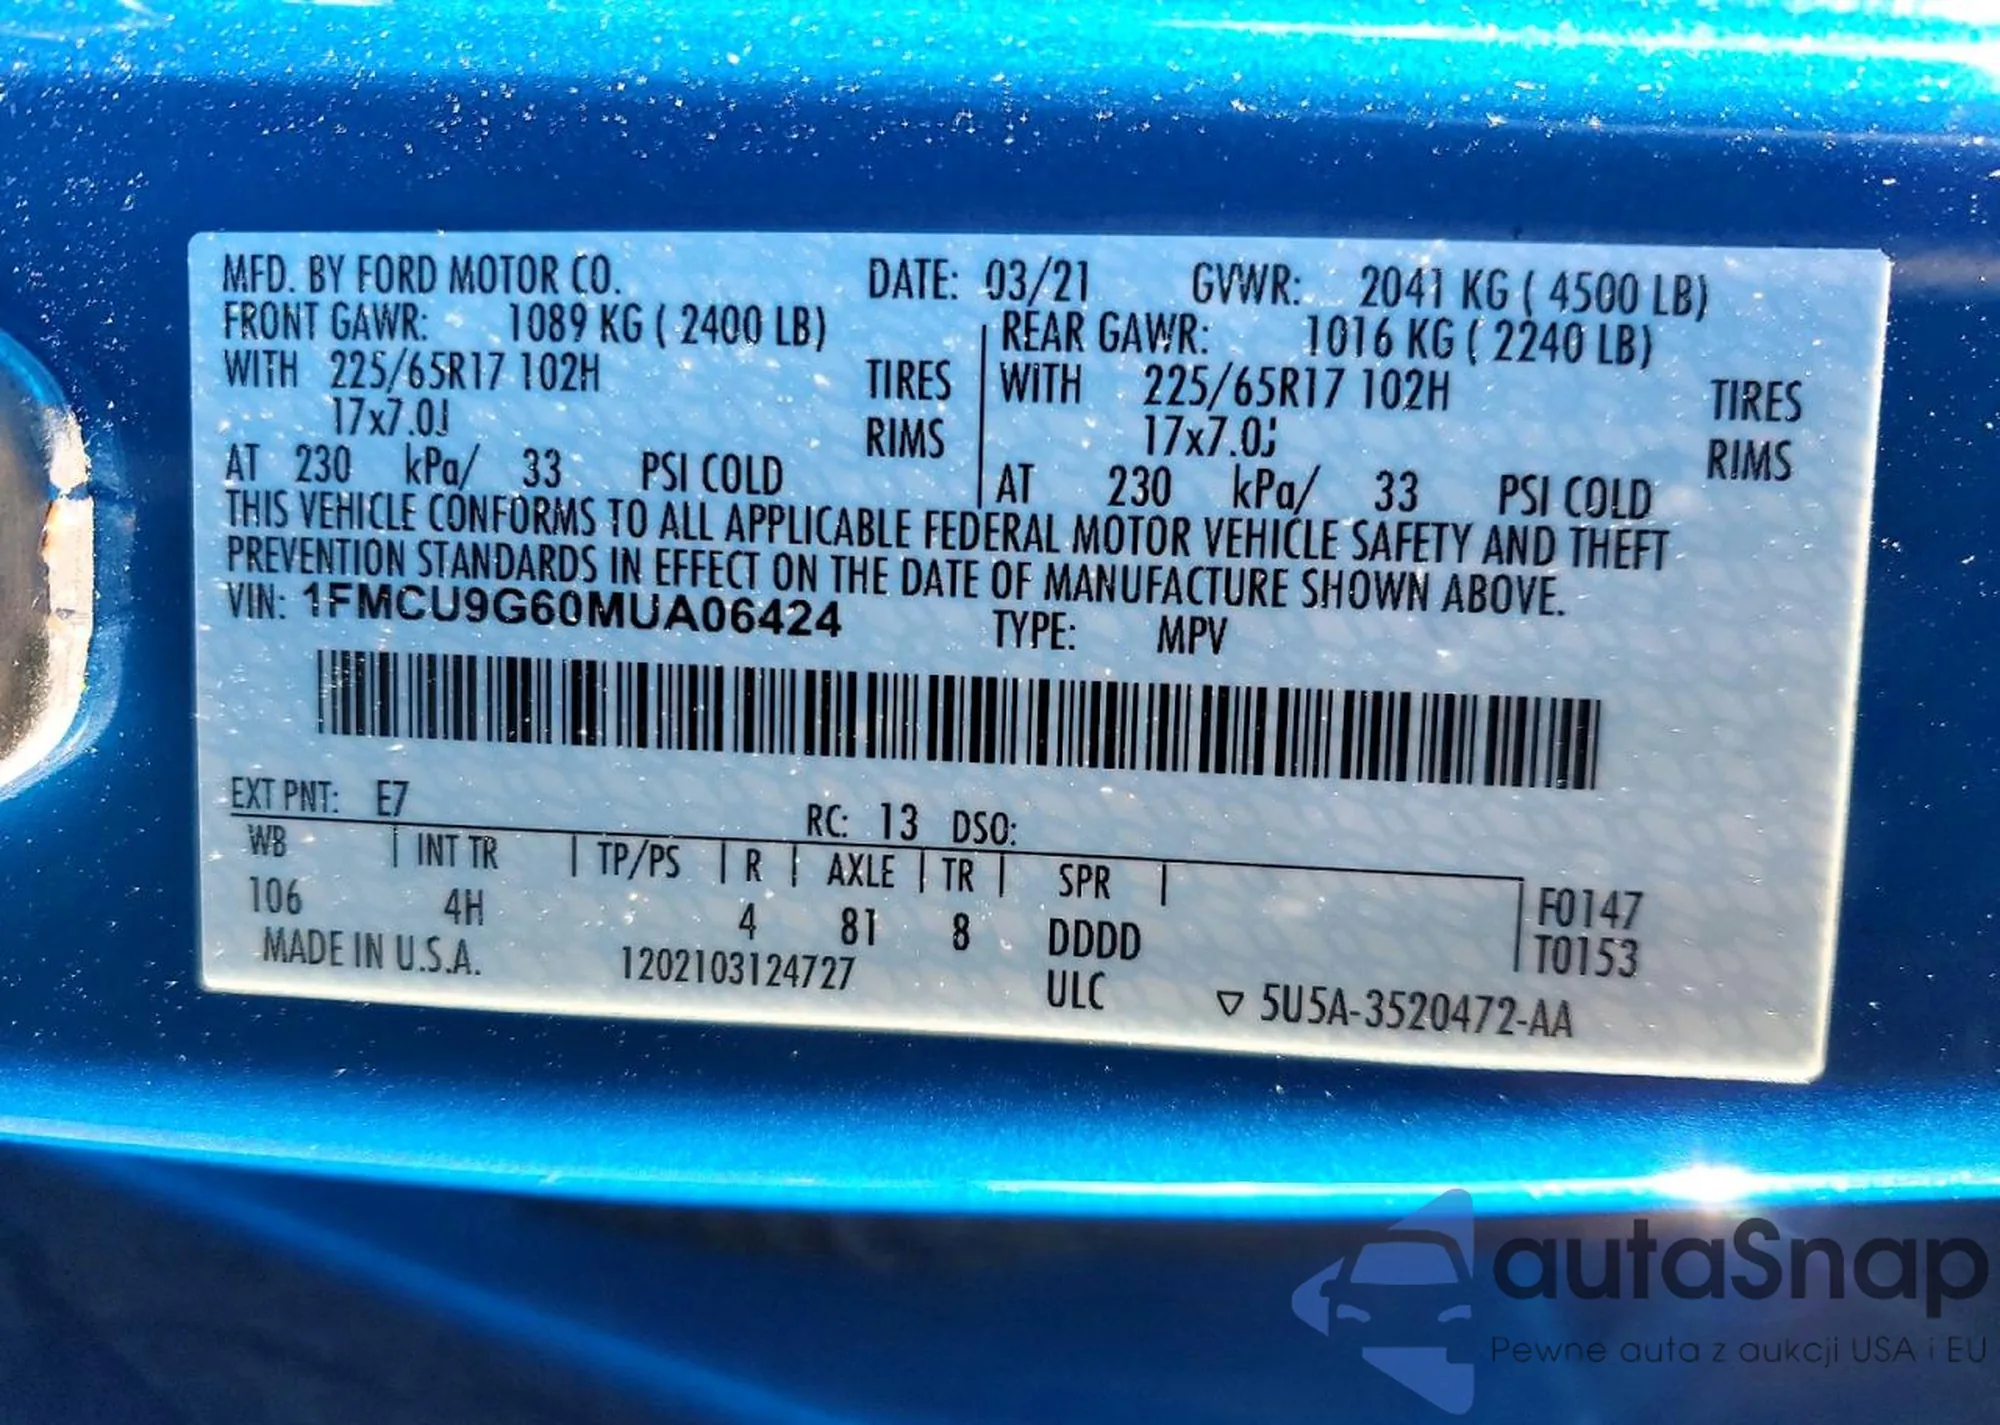 MFD. BY FORD MOTOR CO. DATE: 03/21 GVWR: 2041 KG ( 4500 LB)
FRONT GAWR: 1089 KG ( 2400 LB) REAR GAWR: 1016 KG ( 2240 LB)
WITH 225/65R17 102H TIRES WITH 225/65R17 102H TIRES
17x7.0J RIMS 17x7.0J RIMS
AT 230 kPa/ 33 PSI COLD AT 230 kPa/ 33 PSI COLD
THIS VEHICLE CONFORMS TO ALL APPLICABLE FEDERAL MOTOR VEHICLE SAFETY AND THEFT
PREVENTION STANDARDS IN EFFECT ON THE DATE OF MANUFACTURE SHOWN ABOVE.
VIN: 1FMCU9G60MUA06424 TYPE: MPV
EXT PNT: E7 RC: 13 DSO:
WB | INT TR | TP/PS | R | AXLE | TR | SPR |
106 4H 4 81 8 DDDD
F0147
T0153
MADE IN U.S.A. 1202103124727 ULC ▽ 5U5A-3520472-AA
autaSnap
Pewne auta z aukcji USA i EU